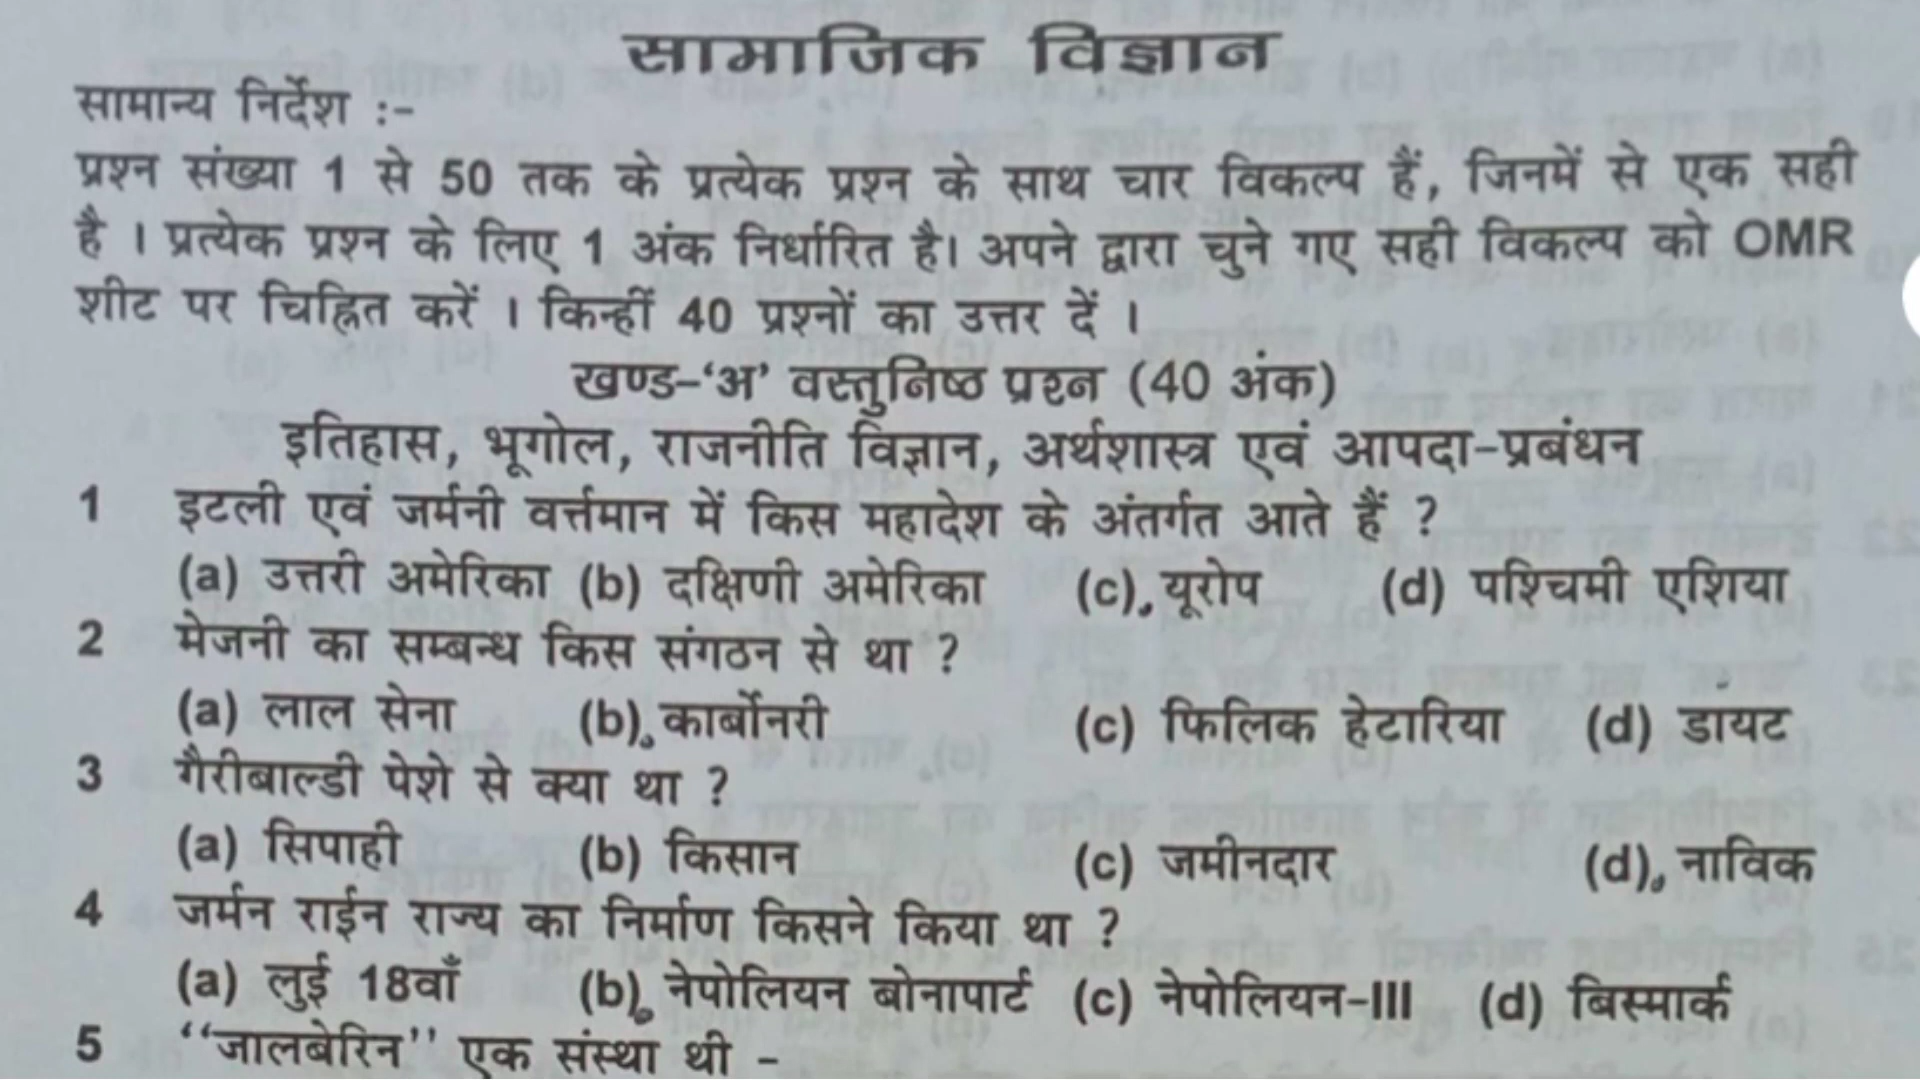 सामाजिक विज्ञान
सामान्य निर्देश :-
प्रश्न संख्या 1 से 50 तक के प्रत्येक प्रश्न के साथ चार विकल्प हैं, जिनमें से एक सही
है । प्रत्येक प्रश्न के लिए 1 अंक निर्धारित है। अपने द्वारा चुने गए सही विकल्प को OMR
शीट पर चिह्नित करें । किन्हीं 40 प्रश्नों का उत्तर दें ।
खण्ड-‘अ’ वस्तुनिष्ठ प्रश्न (40 अंक)
इतिहास, भूगोल, राजनीति विज्ञान, अर्थशास्त्र एवं आपदा-प्रबंधन
1 इटली एवं जर्मनी वर्त्तमान में किस महादेश के अंतर्गत आते हैं ?
(a) उत्तरी अमेरिका (b) दक्षिणी अमेरिका (c) यूरोप (d) पश्चिमी एशिया
2 मेजनी का सम्बन्ध किस संगठन से था ?
(a) लाल सेना (b) कार्बोनरी (c) फिलिक हेटारिया (d) डांयट
3 गैरीबाल्डी पेशे से क्या था ?
(a) सिपाही (b) किसान (c) जमीनदार (d) नाविक
4 जर्मन राईन राज्य का निर्माण किसने किया था ?
(a) लुई 18वाँ (b) नेपोलियन बोनापार्ट (c) नेपोलियन-III (d) बिस्मार्क
5 ‘‘जालबेरिन’’ एक संस्था थी -